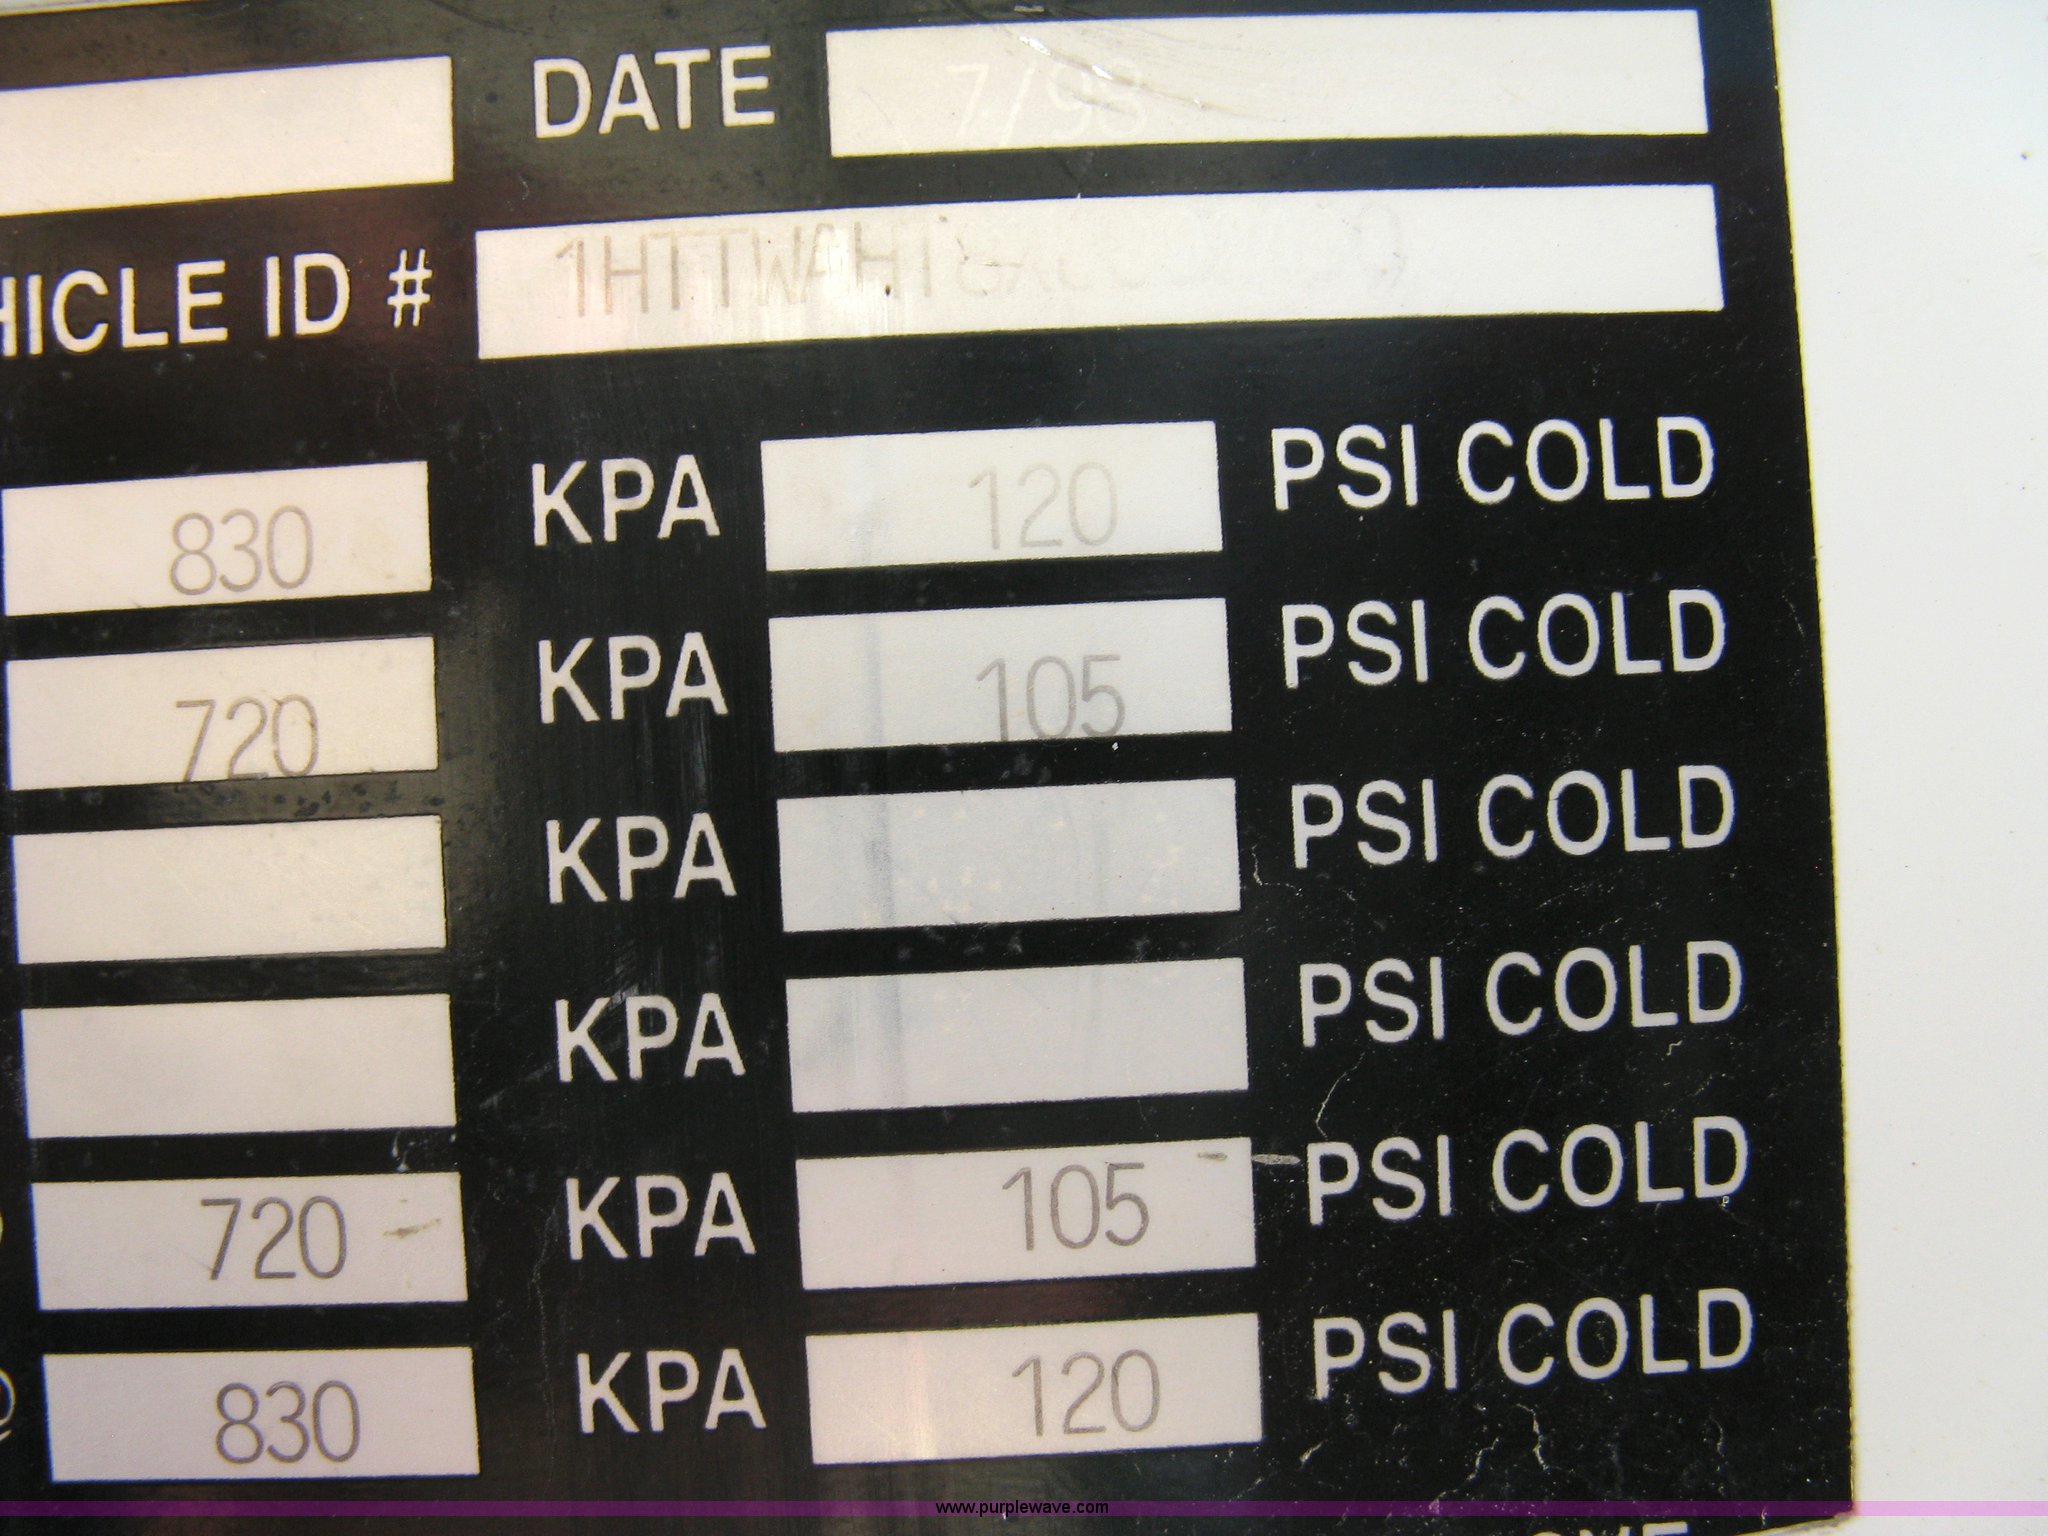 DATE 7/98
HICLE ID # 1HTTWAHT
830 KPA 120 PSI COLD
720 KPA 105 PSI COLD
KPA PSI COLD
KPA PSI COLD
720 KPA 105 PSI COLD
830 KPA 120 PSI COLD
www.purplewave.com